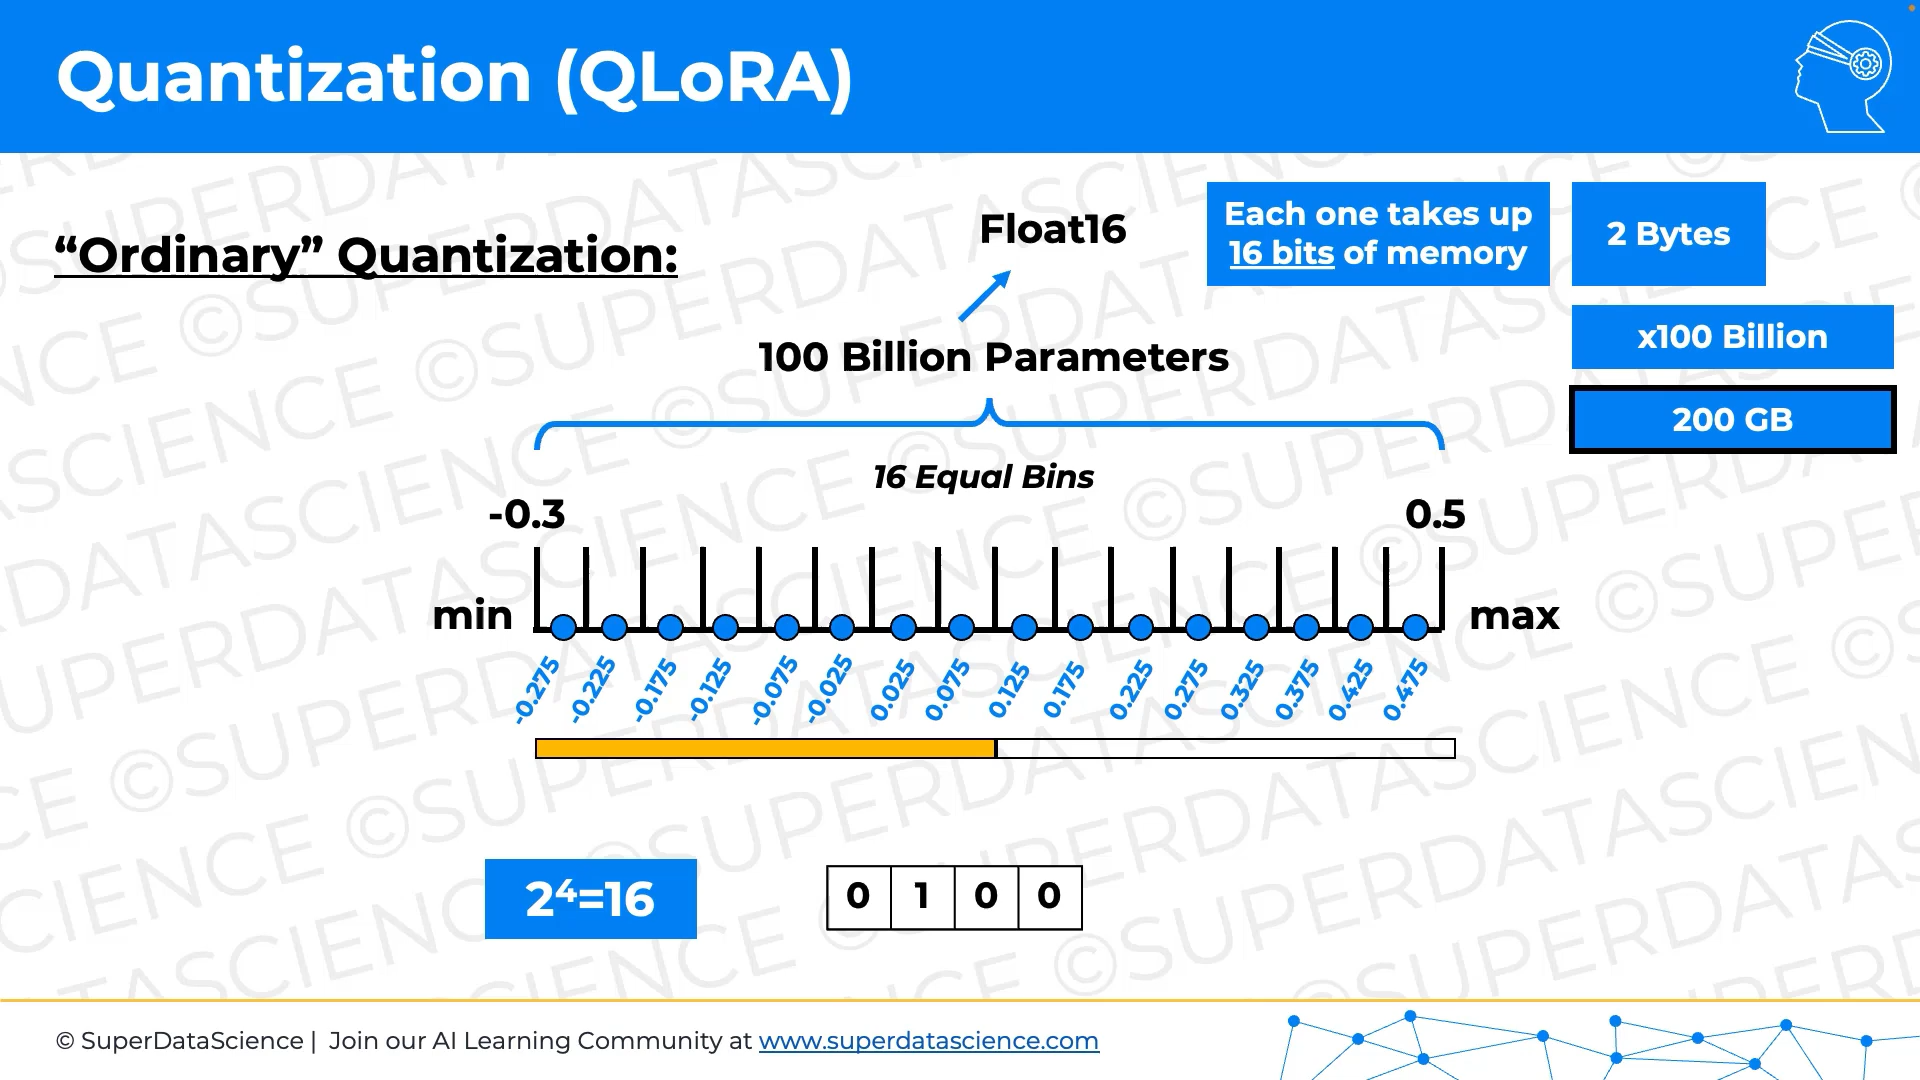 Quantization (QLoRA)
“Ordinary” Quantization:
Float16
Each one takes up
16 bits of memory
2 Bytes
x100 Billion
200 GB
100 Billion Parameters
16 Equal Bins
-0.3
0.5
min
max
-0.275
-0.225
-0.175
-0.125
-0.075
-0.025
0.025
0.075
0.125
0.175
0.225
0.275
0.325
0.375
0.425
0.475
2⁴=16
0 1 0 0
© SuperDataScience | Join our AI Learning Community at www.superdatascience.com
©SUPERDATASCIENCE